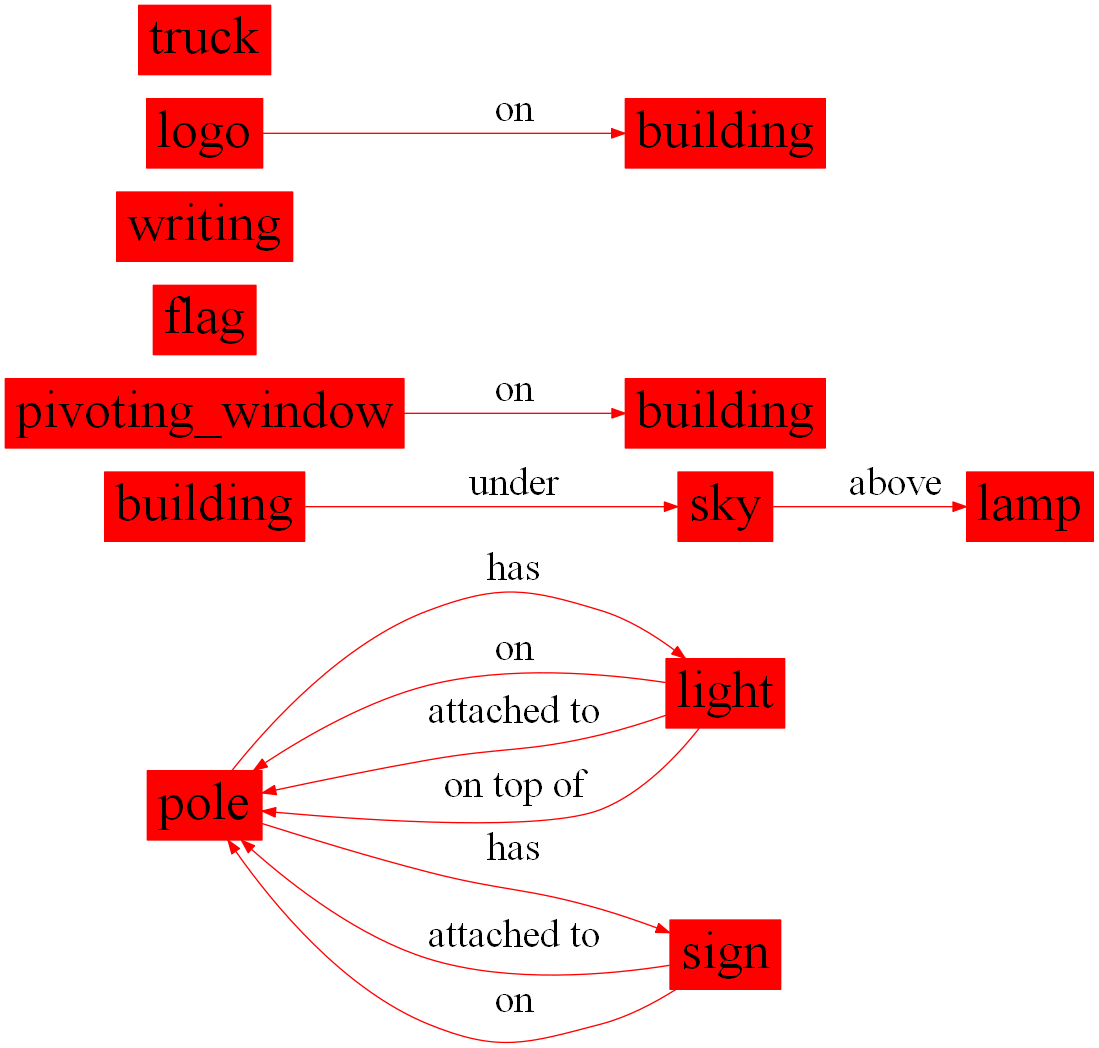 truck
logo on building
writing
flag
pivoting_window on building
building under sky above lamp
has
on
light
attached to
on top of
pole
has
attached to
sign
on